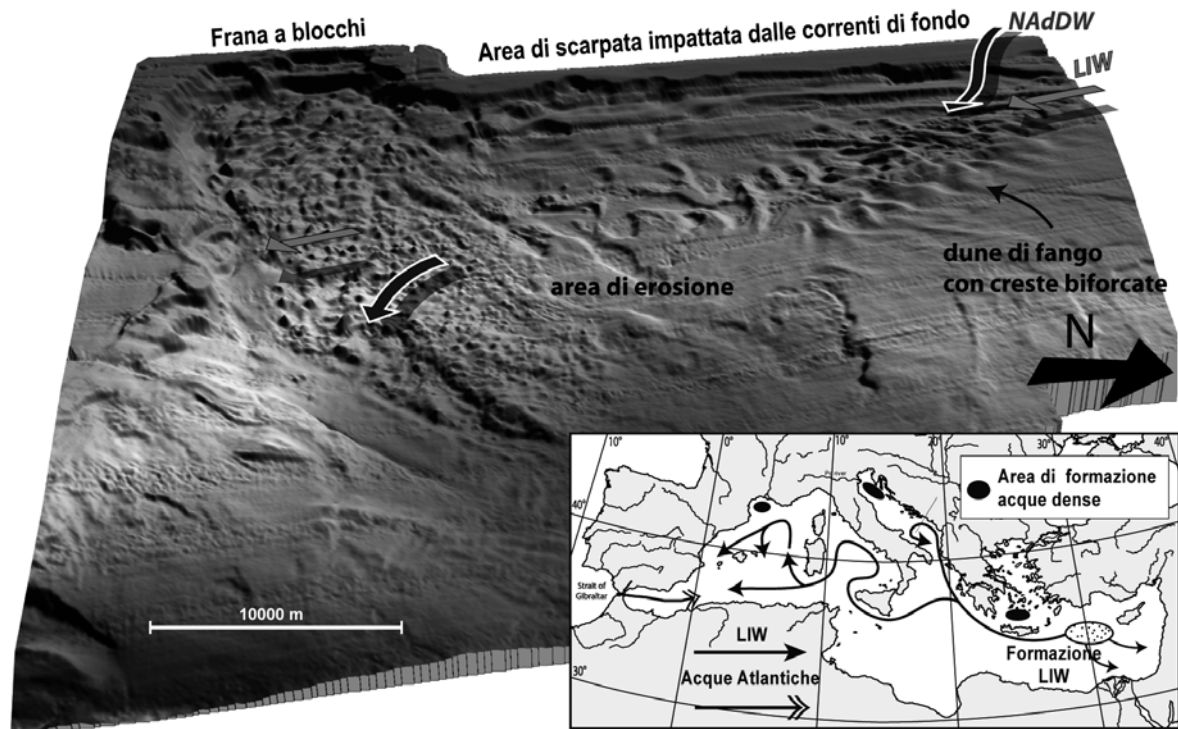 Frana a blocchi
Area di scarpata impattata dalle correnti di fondo
NAdDW
LIW
dune di fango
con creste biforcate
area di erosione
N
10000 m
10°
0°
10°
20°
30°
40°
40°
30°
Area di formazione
acque dense
Strait of
Gibraltar
LIW
Acque Atlantiche
Formazione
LIW